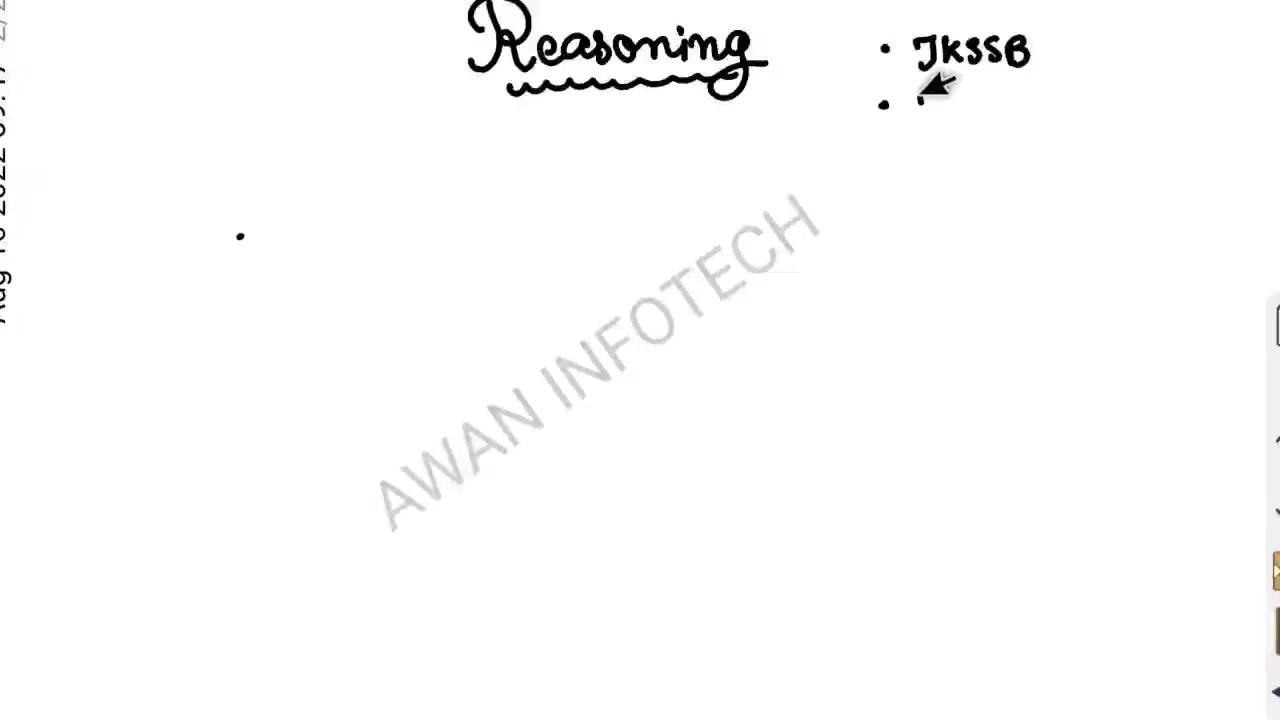 Reasoning
• JKSSB
•
AWAN INFOTECH